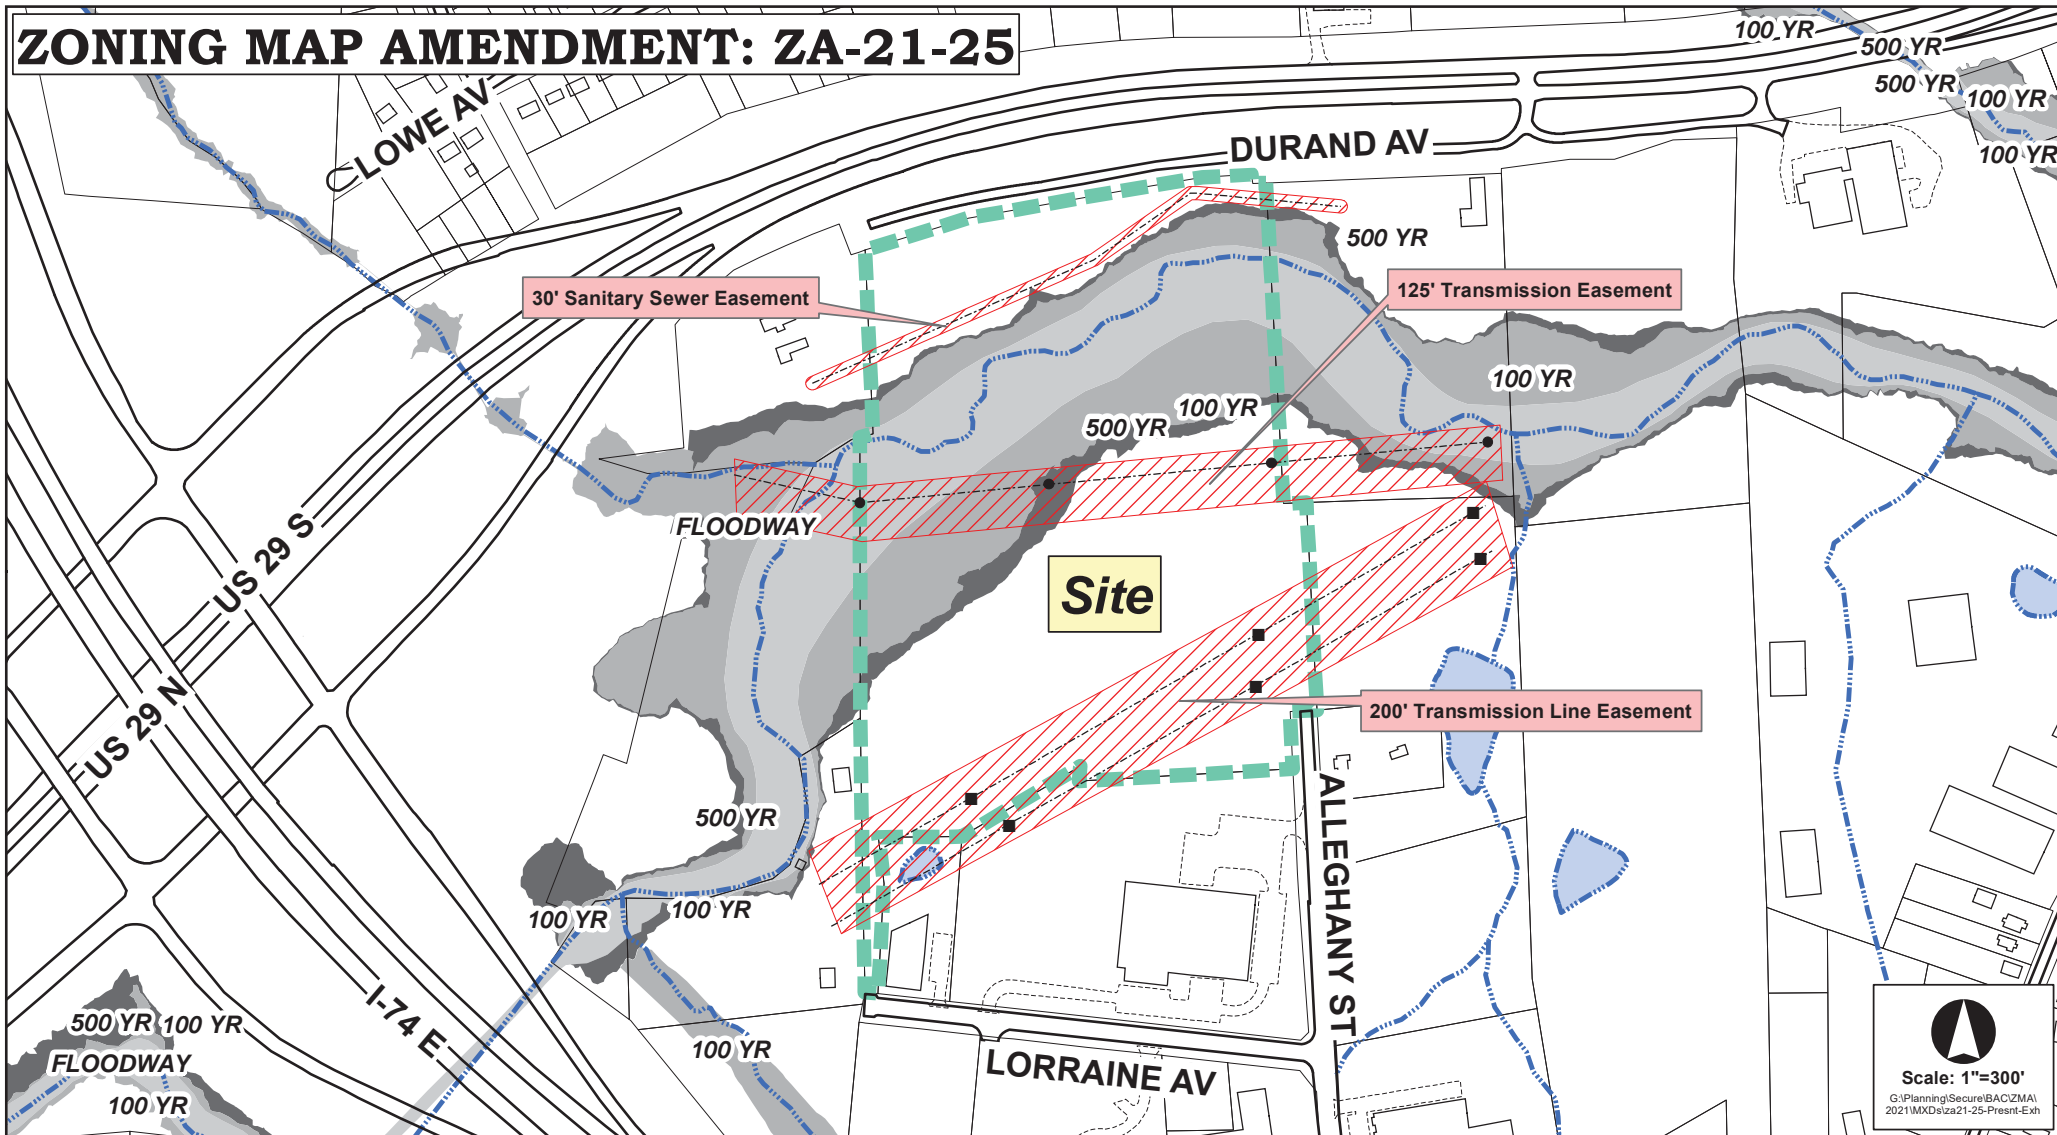 ZONING MAP AMENDMENT: ZA-21-25
100 YR
500 YR
500 YR
100 YR
100 YR
LOWE AV
DURAND AV
500 YR
30' Sanitary Sewer Easement
125' Transmission Easement
100 YR
100 YR
500 YR
FLOODWAY
US 29 S
Site
US 29 N
200' Transmission Line Easement
500 YR
ALLEGHANY ST
100 YR
100 YR
I-74 E
500 YR
100 YR
FLOODWAY
100 YR
100 YR
LORRAINE AV
Scale: 1"=300'
G:\Planning\Secure\BAC\ZMA\
2021\MXDs\za21-25-Presnt-Exh